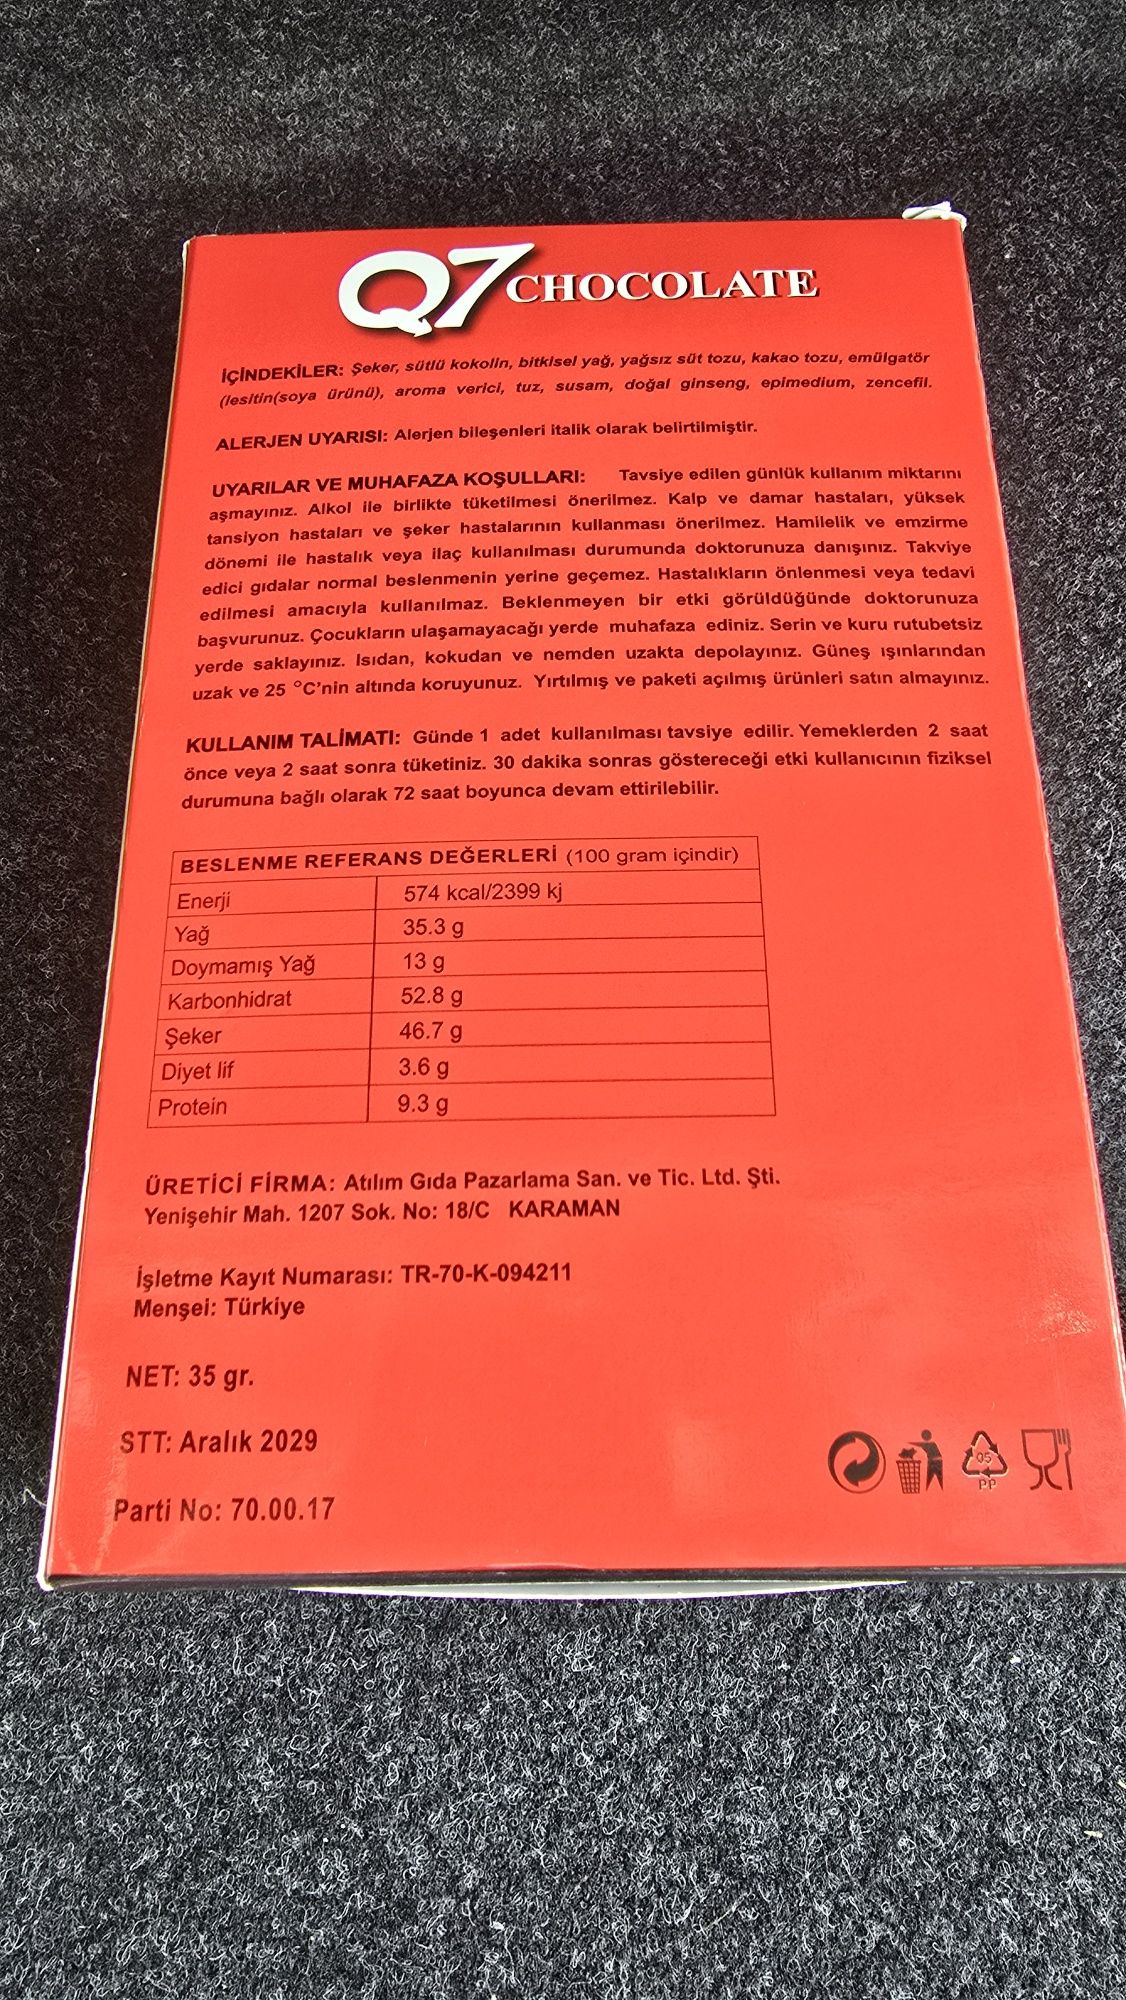 Q7 CHOCOLATE
İÇİNDEKİLER: Şeker, sütlü kokolin, bitkisel yağ, yağsız süt tozu, kakao tozu, emülgatör
(lesitin(soya ürünü), aroma verici, tuz, susam, doğal ginseng, epimedium, zencefil.
ALERJEN UYARISI: Alerjen bileşenleri italik olarak belirtilmiştir.
UYARILAR VE MUHAFAZA KOŞULLARI: Tavsiye edilen günlük kullanım miktarını
aşmayınız. Alkol ile birlikte tüketilmesi önerilmez. Kalp ve damar hastaları, yüksek
tansiyon hastaları ve şeker hastalarının kullanması önerilmez. Hamilelik ve emzirme
dönemi ile hastalık veya ilaç kullanılması durumunda doktorunuza danışınız. Takviye
edici gıdalar normal beslenmenin yerine geçemez. Hastalıkların önlenmesi veya tedavi
edilmesi amacıyla kullanılmaz. Beklenmeyen bir etki görüldüğünde doktorunuza
başvurunuz. Çocukların ulaşamayacağı yerde muhafaza ediniz. Serin ve kuru rutubetsiz
yerde saklayınız. Isıdan, kokudan ve nemden uzakta depolayınız. Güneş ışınlarından
uzak ve 25 °C'nin altında koruyunuz. Yırtılmış ve paketi açılmış ürünleri satın almayınız.
KULLANIM TALİMATI: Günde 1 adet kullanılması tavsiye edilir. Yemeklerden 2 saat
önce veya 2 saat sonra tüketiniz. 30 dakika sonras göstereceği etki kullanıcının fiziksel
durumuna bağlı olarak 72 saat boyunca devam ettirilebilir.
BESLENME REFERANS DEĞERLERİ (100 gram içindir)
Enerji 574 kcal/2399 kj
Yağ 35.3 g
Doymamış Yağ 13 g
Karbonhidrat 52.8 g
Şeker 46.7 g
Diyet lif 3.6 g
Protein 9.3 g
ÜRETİCİ FİRMA: Atılım Gıda Pazarlama San. ve Tic. Ltd. Şti.
Yenişehir Mah. 1207 Sok. No: 18/C KARAMAN
İşletme Kayıt Numarası: TR-70-K-094211
Menşei: Türkiye
NET: 35 gr.
STT: Aralık 2029
Parti No: 70.00.17
05
PP